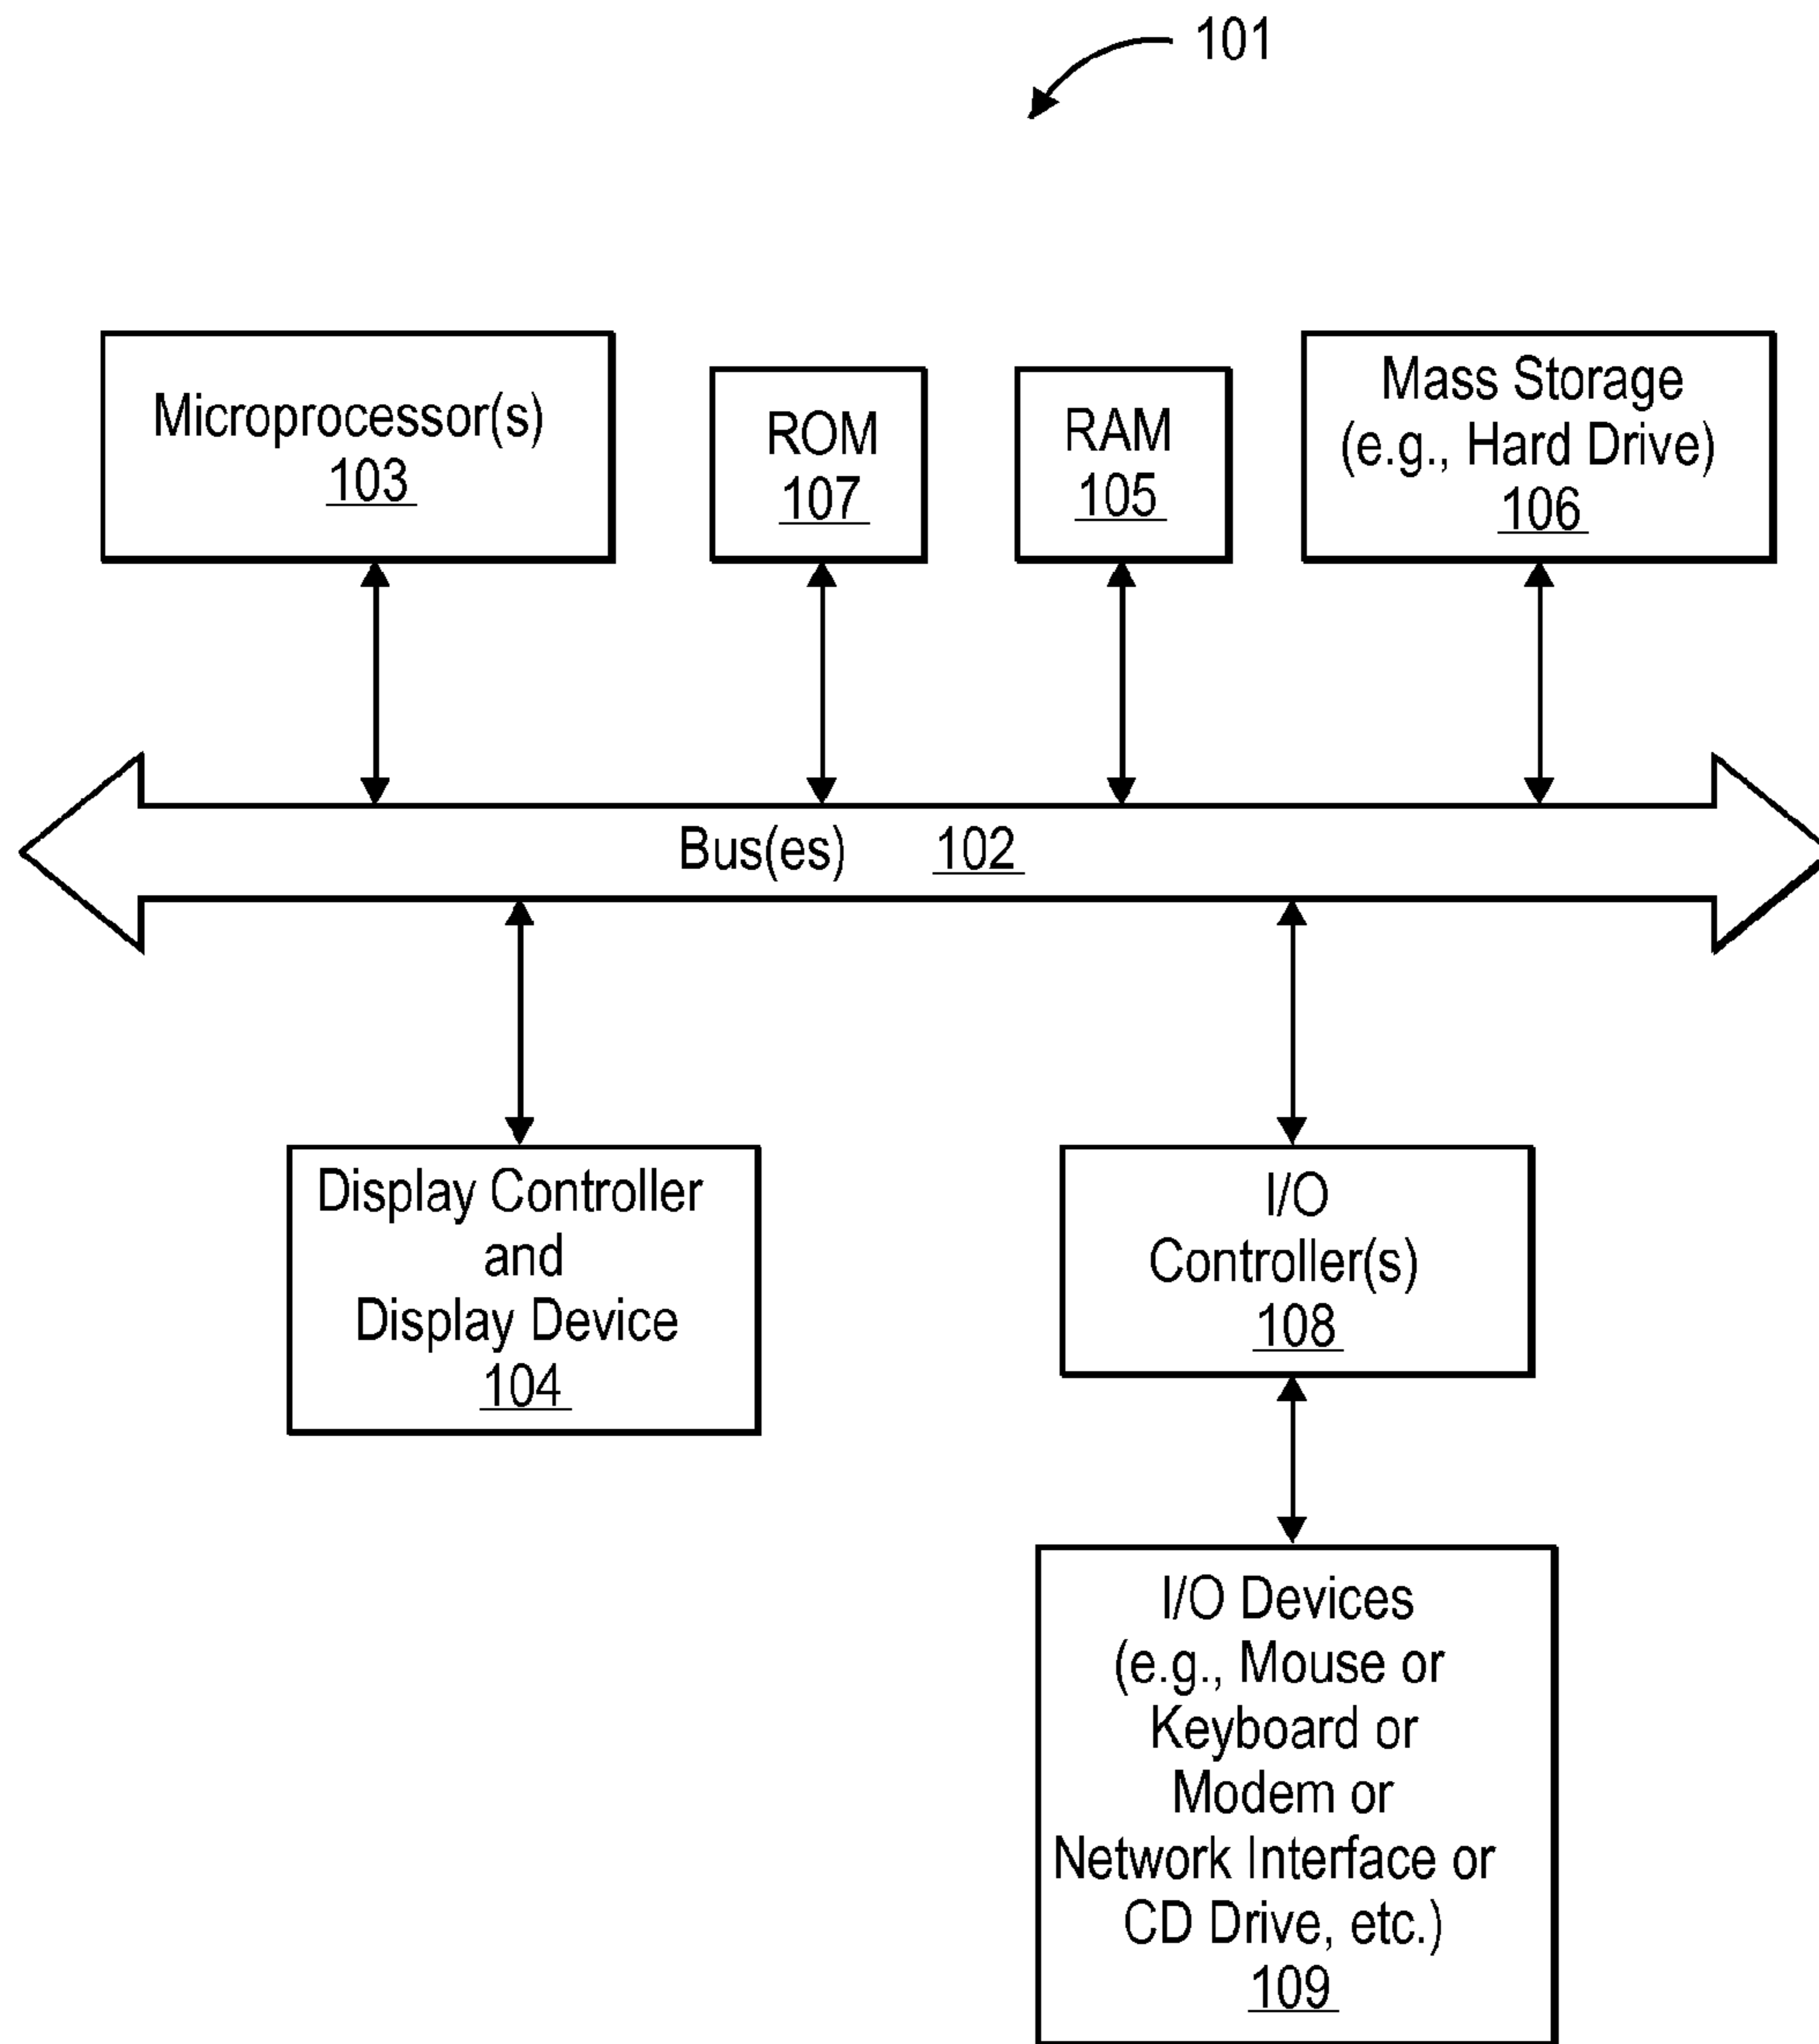 101
Microprocessor(s)
103
ROM
107
RAM
105
Mass Storage
(e.g., Hard Drive)
106
Bus(es) 102
Display Controller
and
Display Device
104
I/O
Controller(s)
108
I/O Devices
(e.g., Mouse or
Keyboard or
Modem or
Network Interface or
CD Drive, etc.)
109